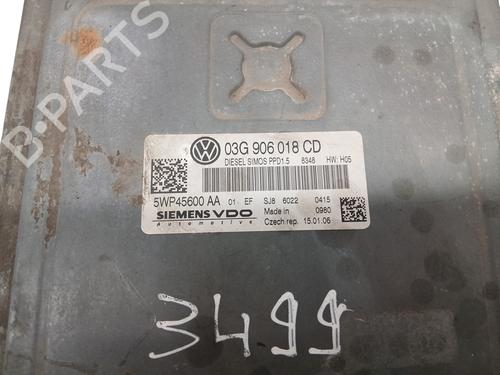 B-PARTS
03G 906 018 CD
DIESEL SIMOS PPD1.5 8348 HW: H05
5WP45600 AA 01 EF SJ8 6022 0415
SIEMENS VDO Made in 0980
Automotive Czech rep. 15.01.06
3499